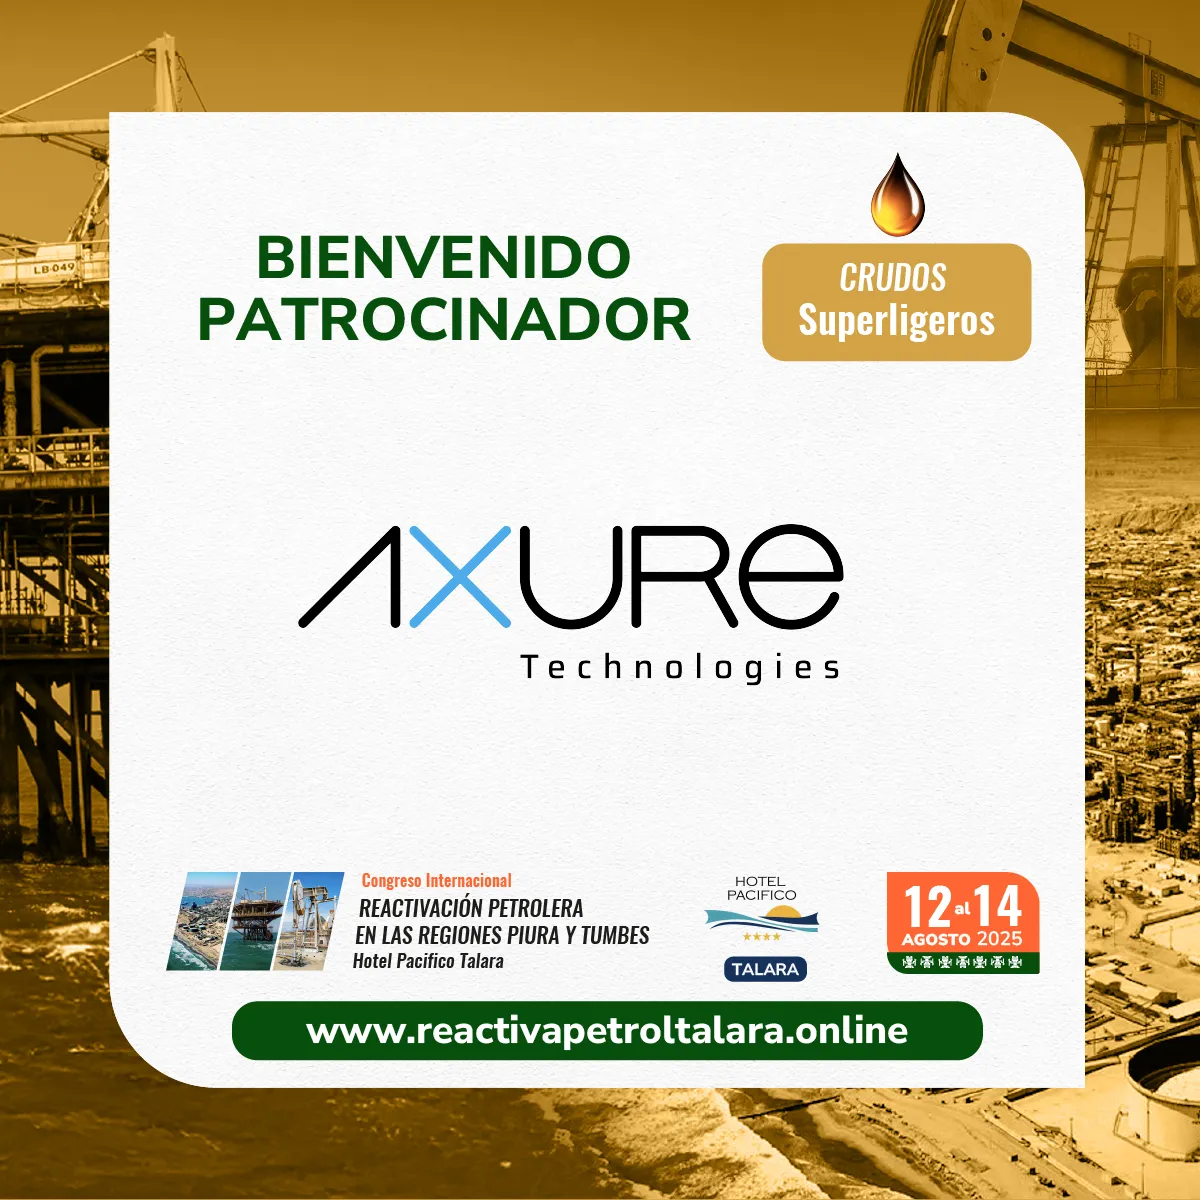 BIENVENIDO
PATROCINADOR
CRUDOS
Superligeros
LB-049
AXURE
Technologies
Congreso Internacional
REACTIVACIÓN PETROLERA
EN LAS REGIONES PIURA Y TUMBES
Hotel Pacifico Talara
HOTEL
PACIFICO
TALARA
12 al 14
AGOSTO 2025
www.reactivapetroltalara.online